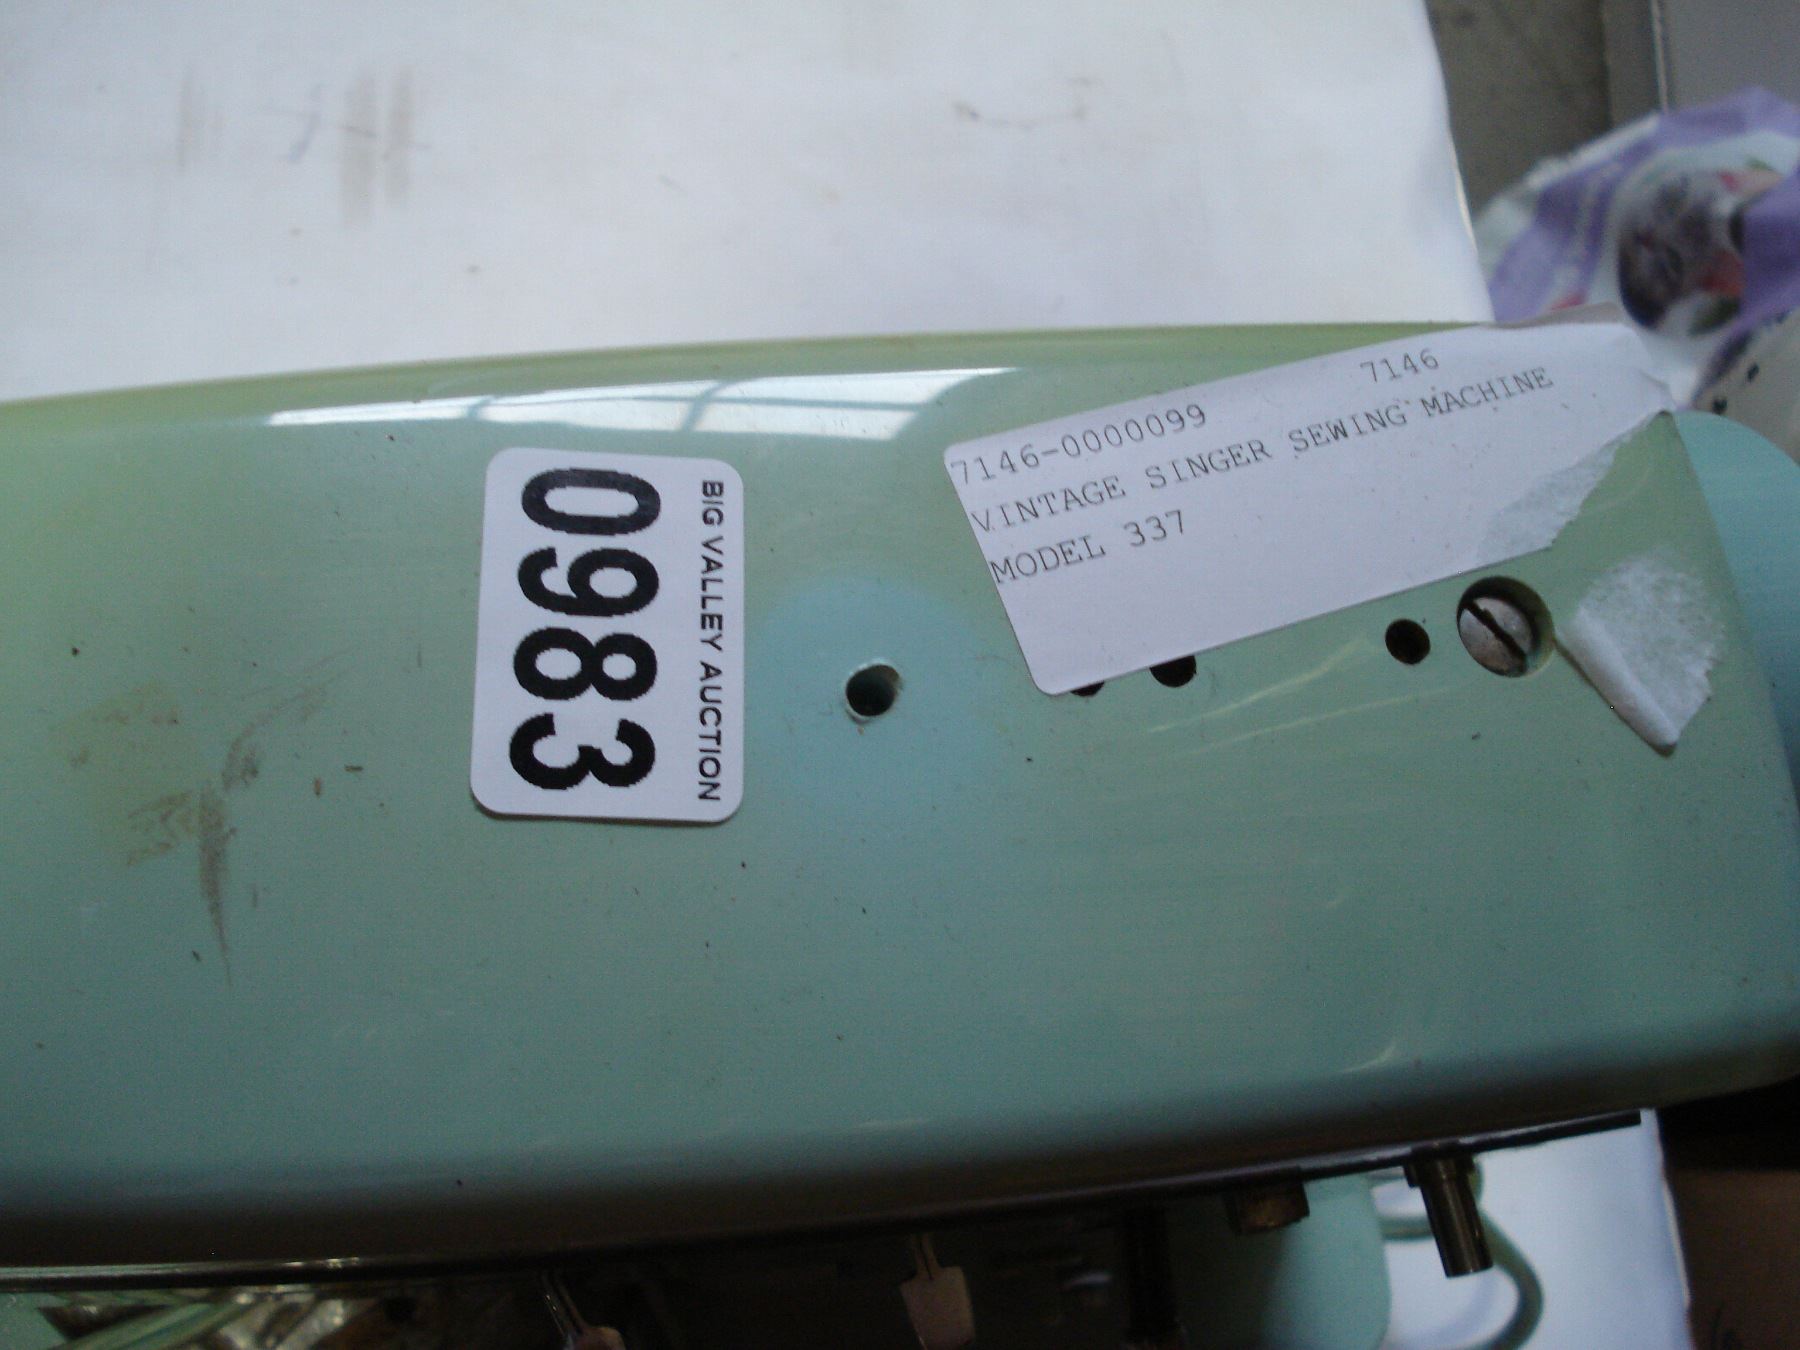 BIG VALLEY AUCTION
0983
7146
7146-0000099
VINTAGE SINGER SEWING MACHINE
MODEL 337